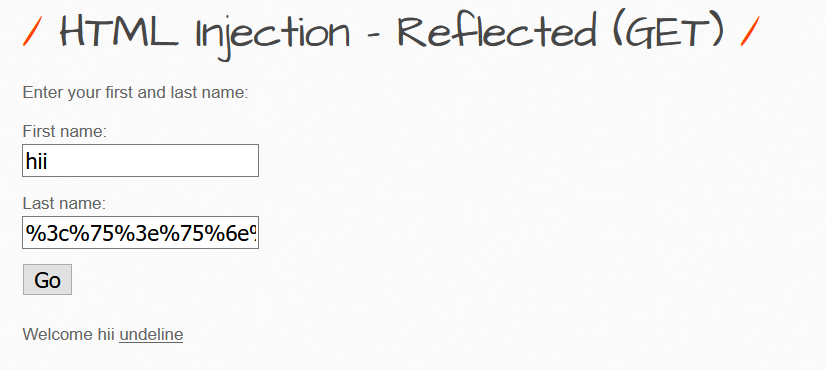 / HTML Injection - Reflected (GET) /
Enter your first and last name:
First name:
hii
Last name:
%3c%75%3e%75%6e%
Go
Welcome hii undeline